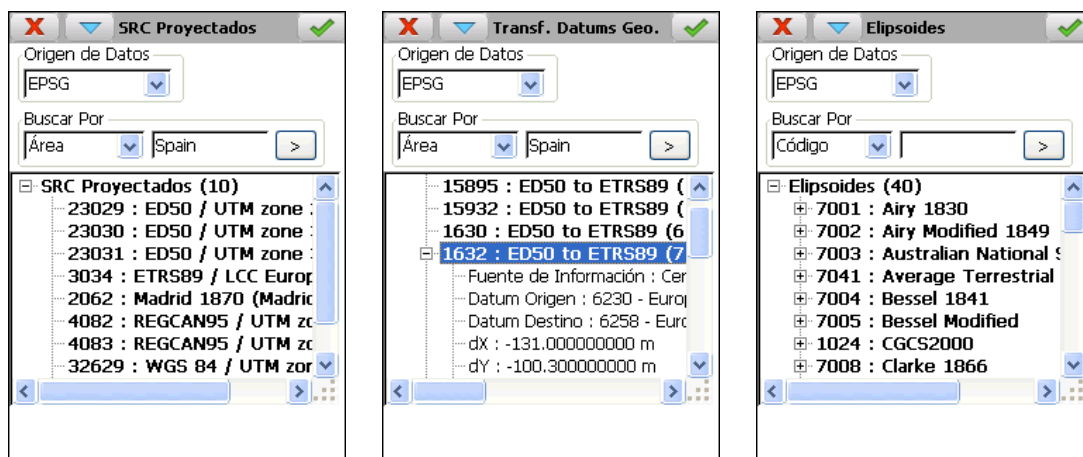 X SRC Proyectados
Origen de Datos
EPSG
Buscar Por
Área Spain >
SRC Proyectados (10)
23029 : ED50 / UTM zone
23030 : ED50 / UTM zone
23031 : ED50 / UTM zone
3034 : ETRS89 / LCC Europ
2062 : Madrid 1870 (Madric
4082 : REGCAN95 / UTM zc
4083 : REGCAN95 / UTM zc
32629 : WGS 84 / UTM zor
X Transf. Datums Geo.
Origen de Datos
EPSG
Buscar Por
Área Spain >
15895 : ED50 to ETRS89 (
15932 : ED50 to ETRS89 (
1630 : ED50 to ETRS89 (6
1632 : ED50 to ETRS89 (7
Fuente de Información : Cer
Datum Origen : 6230 - Europ
Datum Destino : 6258 - Euro
dX : -131.000000000 m
dY : -100.300000000 m
X Elipsoides
Origen de Datos
EPSG
Buscar Por
Código >
Elipsoides (40)
7001 : Airy 1830
7002 : Airy Modified 1849
7003 : Australian National S
7041 : Average Terrestrial
7004 : Bessel 1841
7005 : Bessel Modified
1024 : CGCS2000
7008 : Clarke 1866